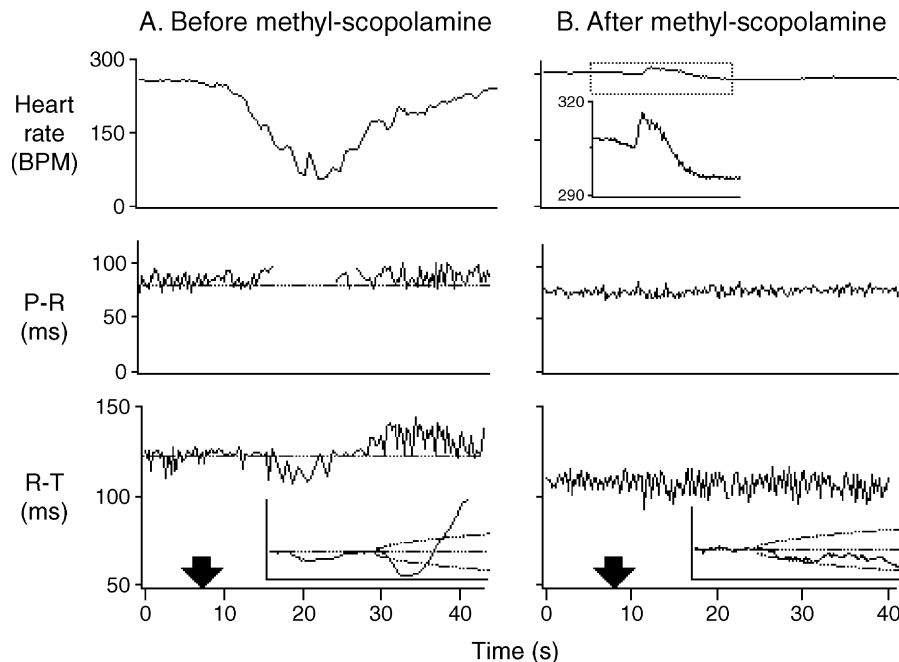 A. Before methyl-scopolamine
B. After methyl-scopolamine
Heart
rate
(BPM)
300
150
0
320
290
P-R
(ms)
100
50
0
R-T
(ms)
150
100
50
0 10 20 30 40
0 10 20 30 40
Time (s)